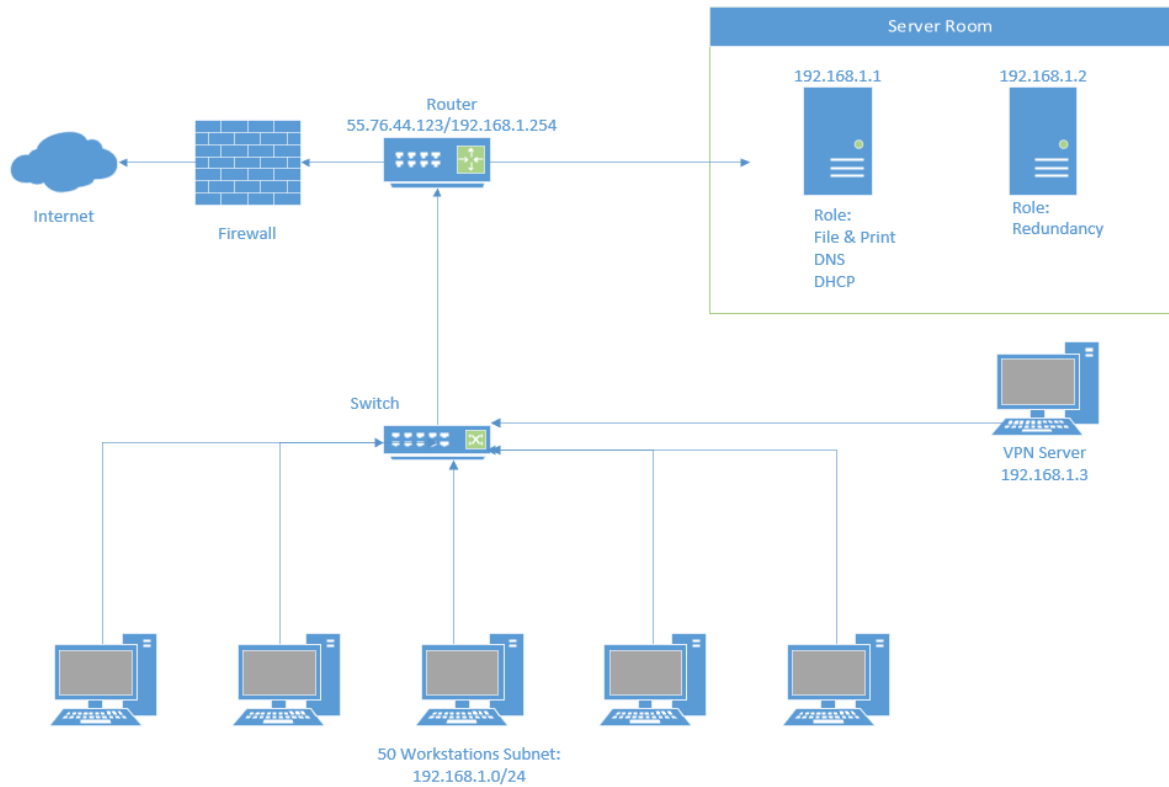 Server Room
192.168.1.1
192.168.1.2
Router
55.76.44.123/192.168.1.254
Internet
Firewall
Role:
File & Print
DNS
DHCP
Role:
Redundancy
Switch
VPN Server
192.168.1.3
50 Workstations Subnet:
192.168.1.0/24